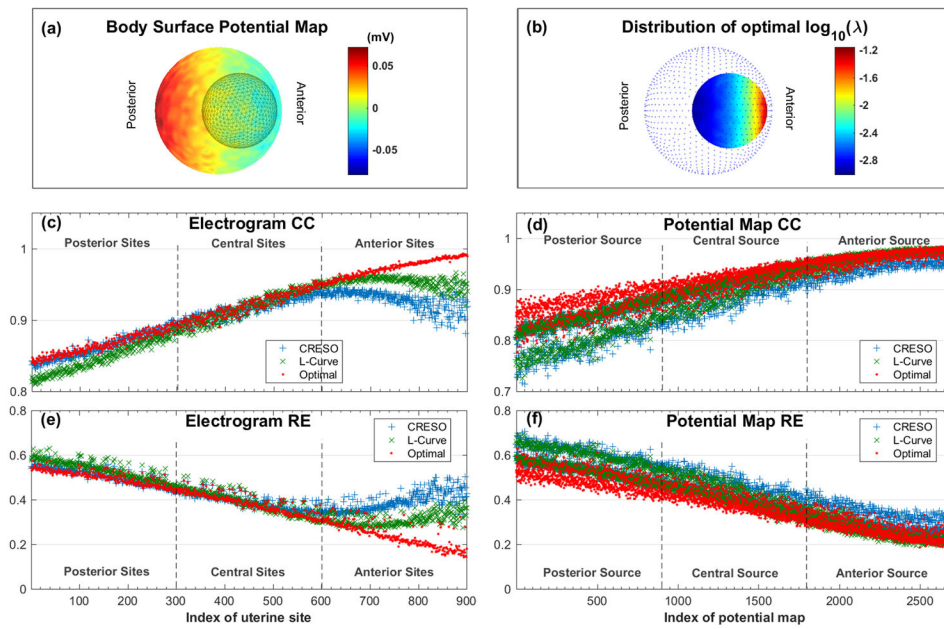 (a) Body Surface Potential Map
(mV)
Posterior
Anterior
0.05
0
-0.05
(b) Distribution of optimal log10(λ)
Posterior
Anterior
-1.2
-1.6
-2
-2.4
-2.8
(c) Electrogram CC
Posterior Sites Central Sites Anterior Sites
1
0.9
0.8
CRESO
L-Curve
Optimal
(d) Potential Map CC
Posterior Source Central Source Anterior Source
1
0.9
0.8
0.7
CRESO
L-Curve
Optimal
(e) Electrogram RE
0.8
0.6
0.4
0.2
0
CRESO
L-Curve
Optimal
Posterior Sites Central Sites Anterior Sites
100 200 300 400 500 600 700 800 900
Index of uterine site
(f) Potential Map RE
0.8
0.6
0.4
0.2
0
CRESO
L-Curve
Optimal
Posterior Source Central Source Anterior Source
500 1000 1500 2000 2500
Index of potential map